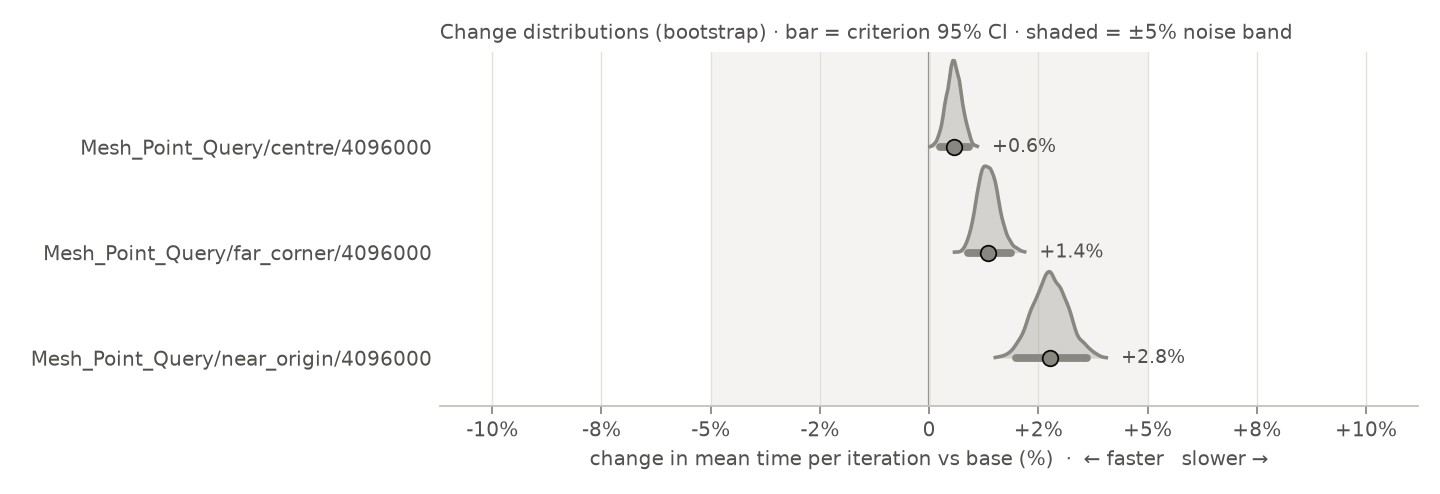 Change distributions (bootstrap) · bar = criterion 95% CI · shaded = ±5% noise band
Mesh_Point_Query/centre/4096000
+0.6%
Mesh_Point_Query/far_corner/4096000
+1.4%
Mesh_Point_Query/near_origin/4096000
+2.8%
-10% -8% -5% -2% 0 +2% +5% +8% +10%
change in mean time per iteration vs base (%) · ← faster slower →